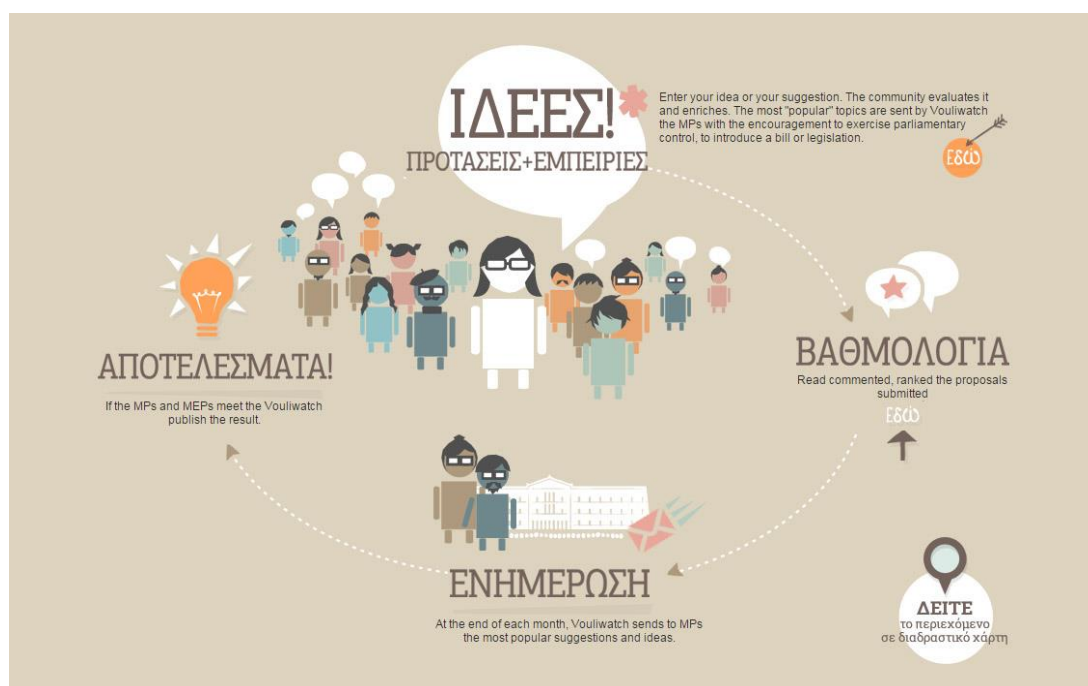 ΙΔΕΕΣ!*
ΠΡΟΤΑΣΕΙΣ+ΕΜΠΕΙΡΙΕΣ
Enter your idea or your suggestion. The community evaluates it
and enriches. The most "popular" topics are sent by Vouliwatch
the MPs with the encouragement to exercise parliamentary
control, to introduce a bill or legislation.
Εδώ
ΒΑΘΜΟΛΟΓΙΑ
Read commented, ranked the proposals
submitted
Εδώ
ΑΠΟΤΕΛΕΣΜΑΤΑ!
If the MPs and MEPs meet the Vouliwatch
publish the result.
ΕΝΗΜΕΡΩΣΗ
At the end of each month, Vouliwatch sends to MPs
the most popular suggestions and ideas.
ΔΕΙΤΕ
το περιεχόμενο
σε διαδραστικό χάρτη